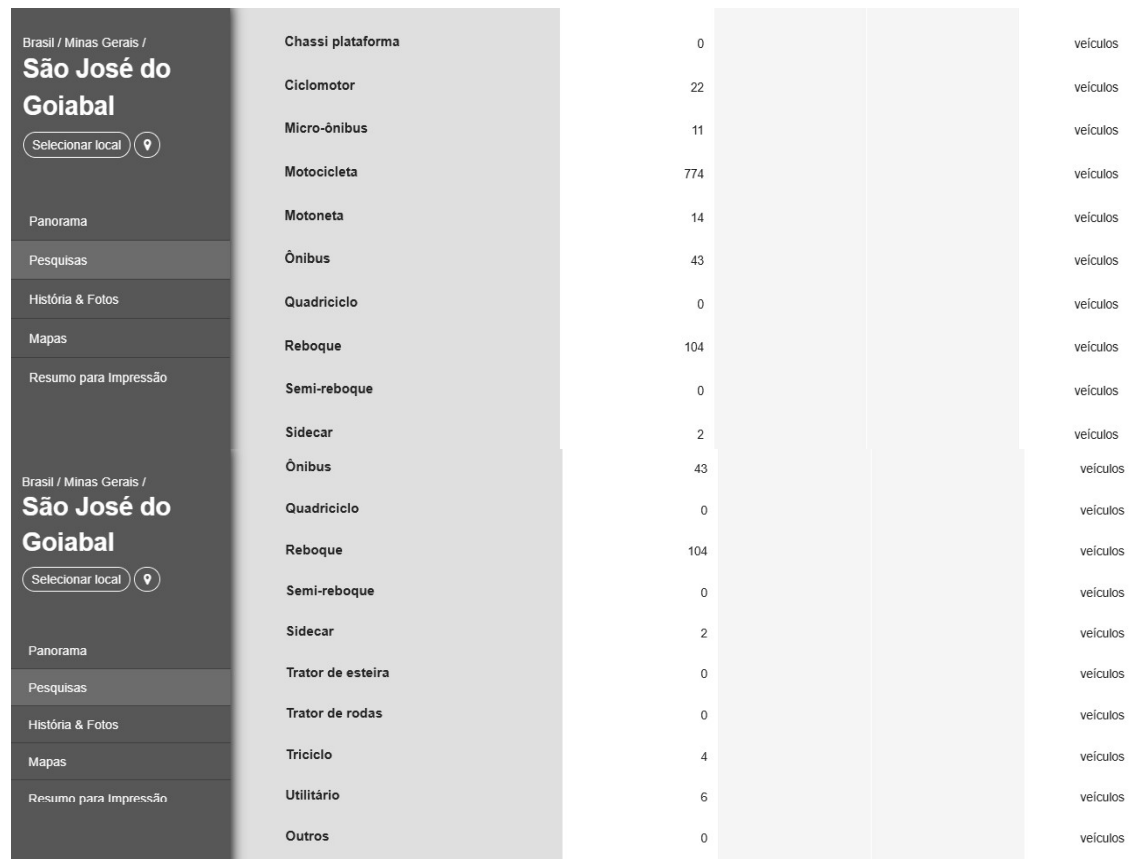 Brasil / Minas Gerais /
São José do
Goiabal
Selecionar local
Panorama
Pesquisas
História & Fotos
Mapas
Resumo para Impressão
Chassi plataforma 0 veículos
Ciclomotor 22 veículos
Micro-ônibus 11 veículos
Motocicleta 774 veículos
Motoneta 14 veículos
Ônibus 43 veículos
Quadriciclo 0 veículos
Reboque 104 veículos
Semi-reboque 0 veículos
Sidecar 2 veículos
Brasil / Minas Gerais /
São José do
Goiabal
Selecionar local
Panorama
Pesquisas
História & Fotos
Mapas
Resumo para Impressão
Ônibus 43 veículos
Quadriciclo 0 veículos
Reboque 104 veículos
Semi-reboque 0 veículos
Sidecar 2 veículos
Trator de esteira 0 veículos
Trator de rodas 0 veículos
Triciclo 4 veículos
Utilitário 6 veículos
Outros 0 veículos